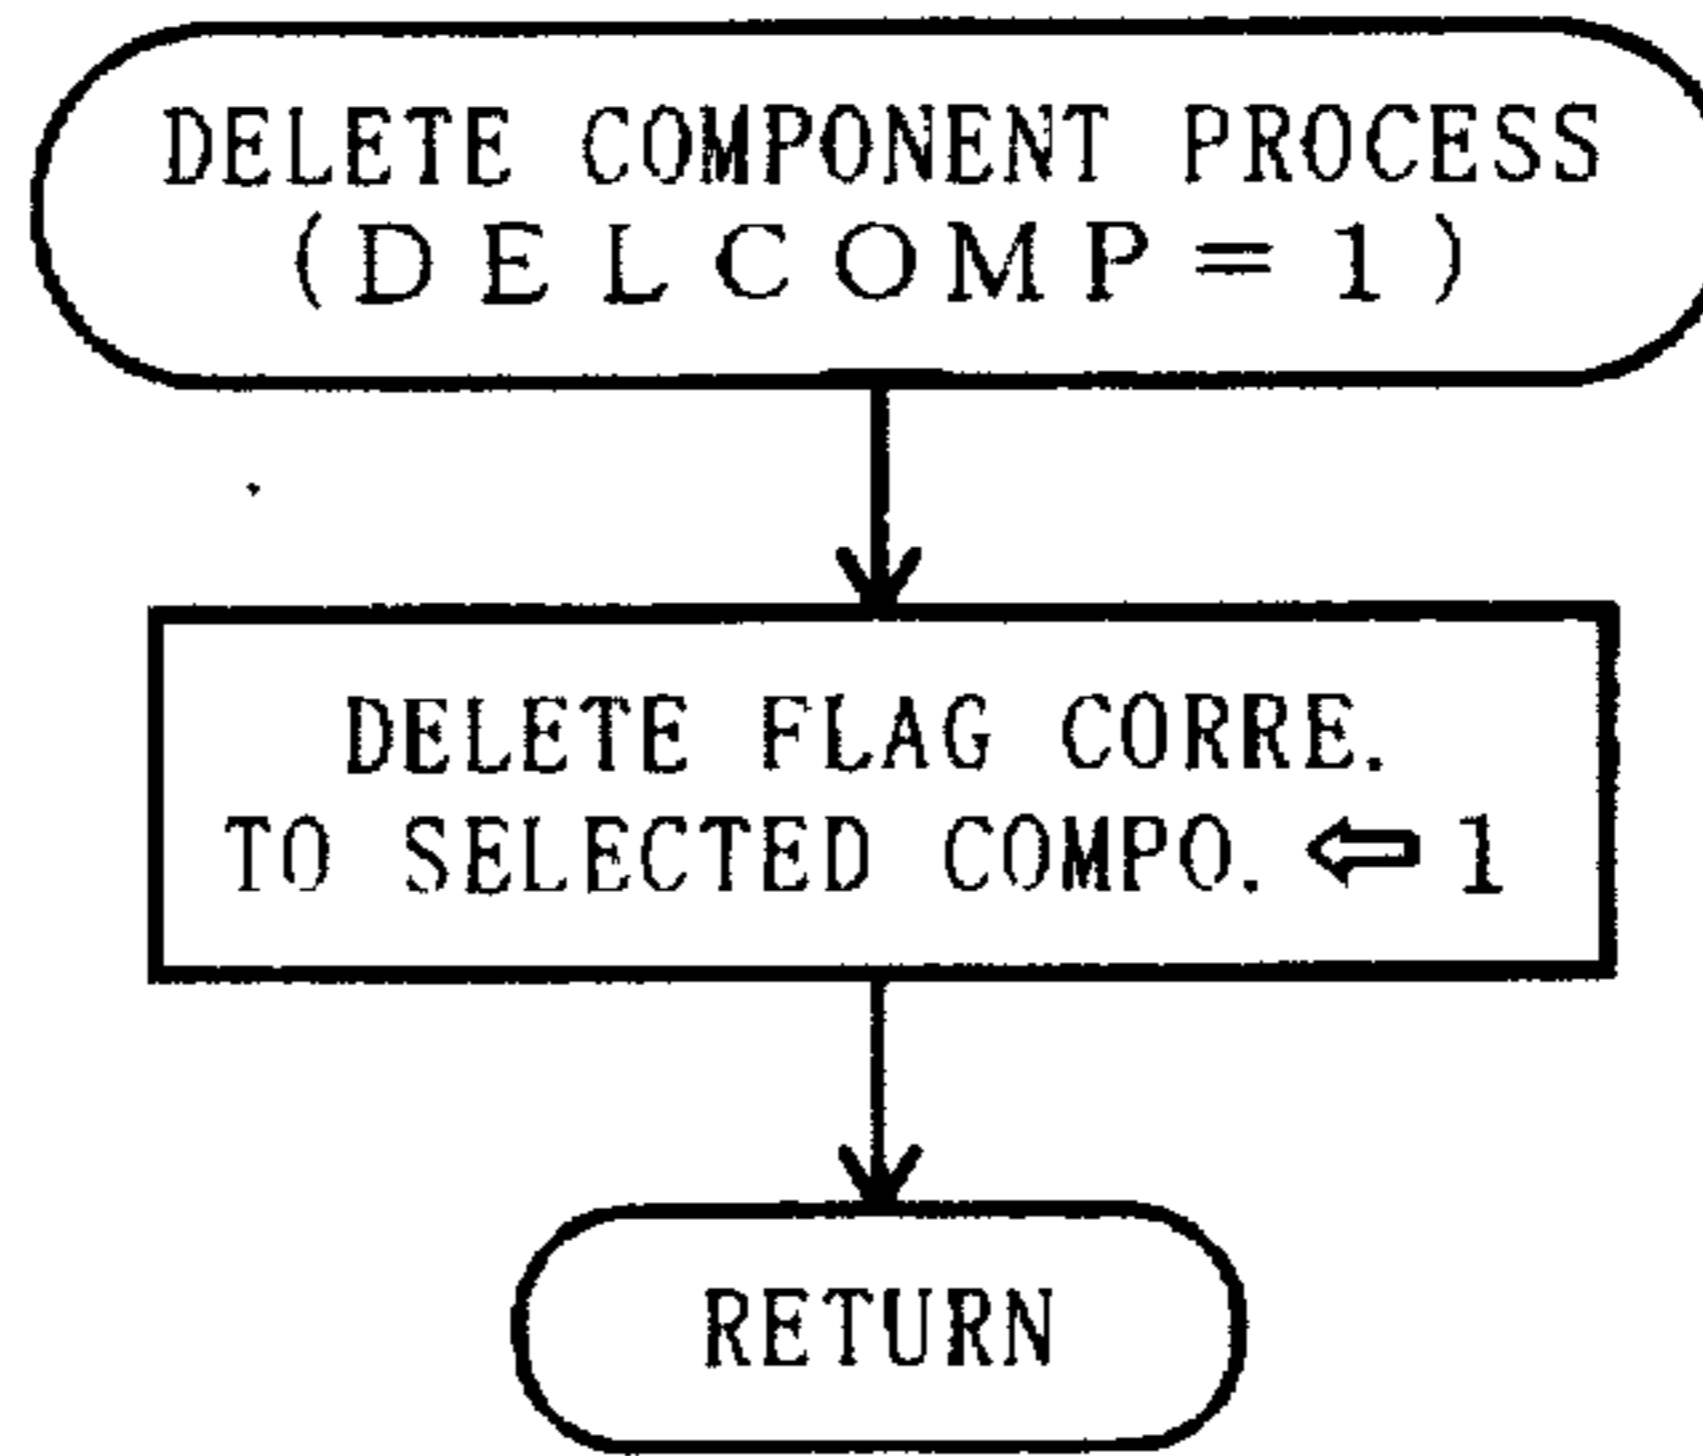 DELETE COMPONENT PROCESS
(DELCOMP=1)
DELETE FLAG CORRE.
TO SELECTED COMPO. ⇦ 1
RETURN